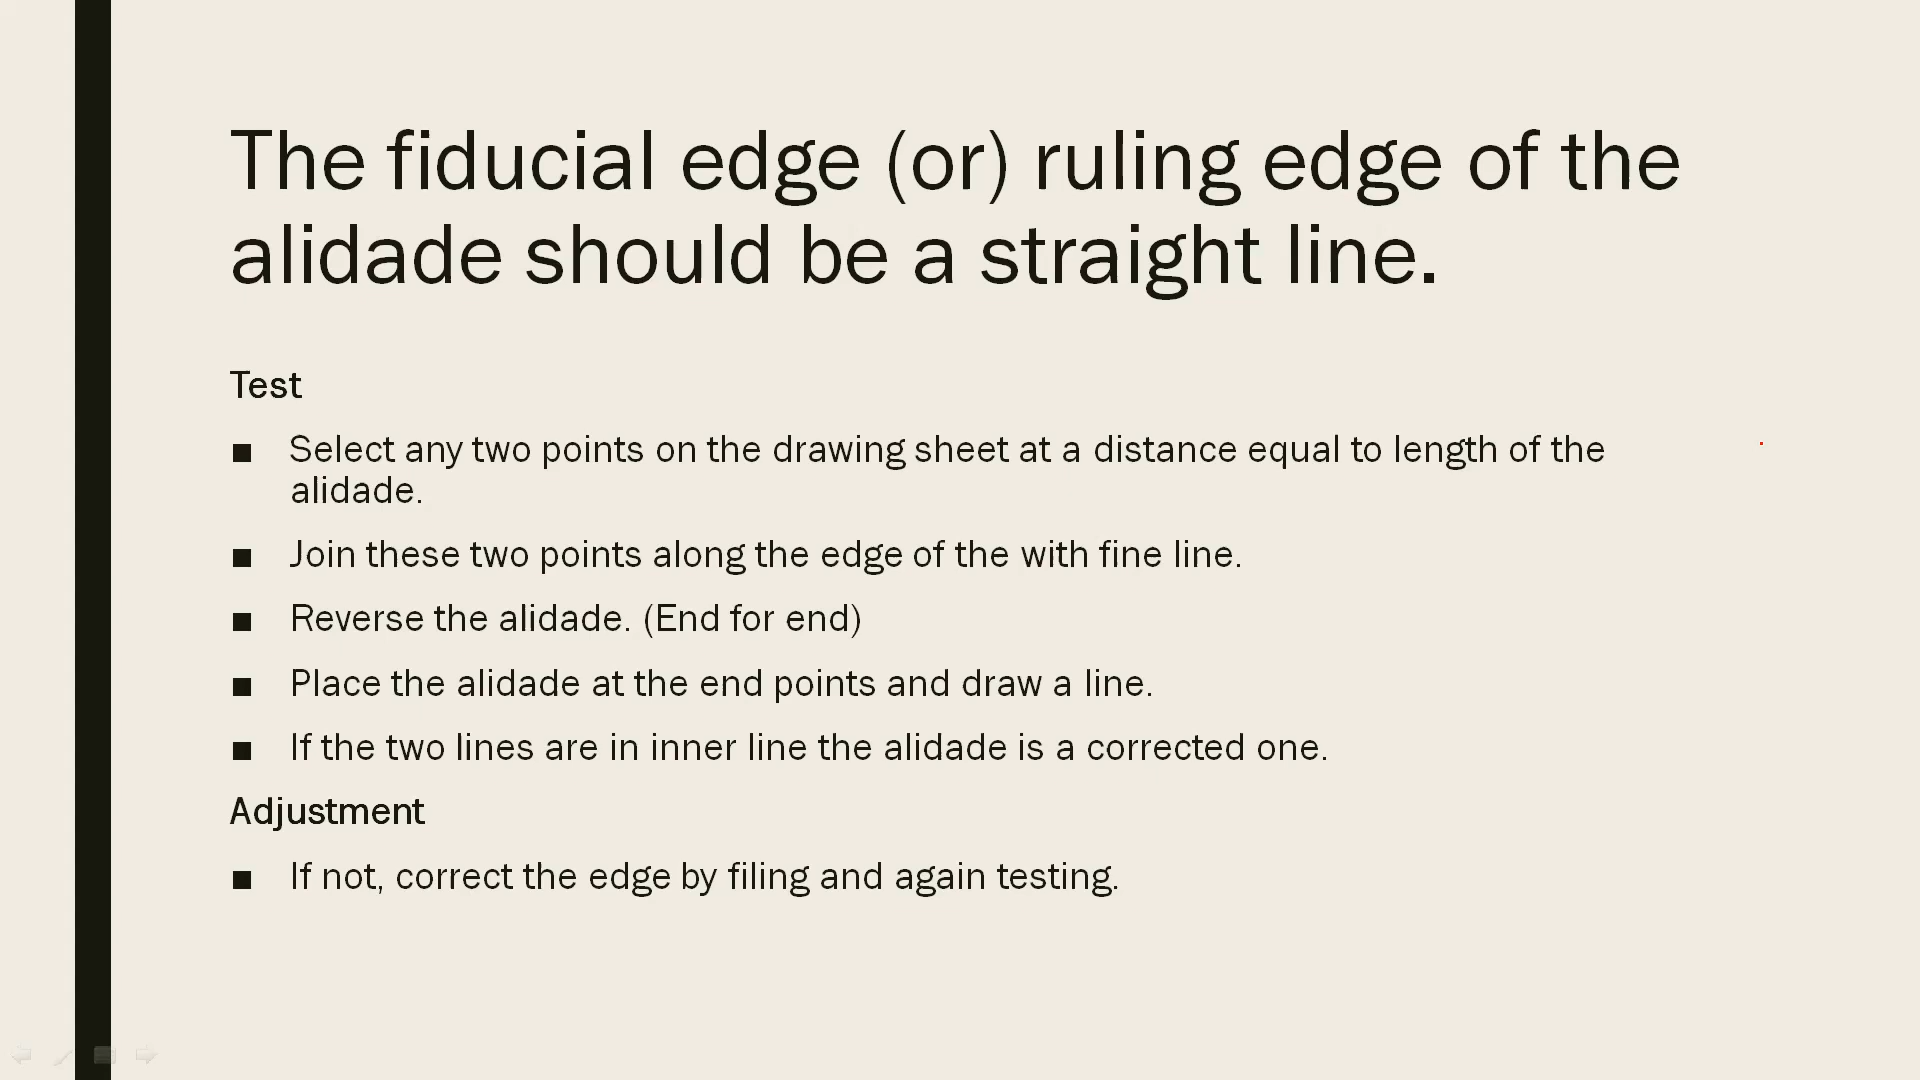 The fiducial edge (or) ruling edge of the
alidade should be a straight line.
Test
■ Select any two points on the drawing sheet at a distance equal to length of the
alidade.
■ Join these two points along the edge of the with fine line.
■ Reverse the alidade. (End for end)
■ Place the alidade at the end points and draw a line.
■ If the two lines are in inner line the alidade is a corrected one.
Adjustment
■ If not, correct the edge by filing and again testing.